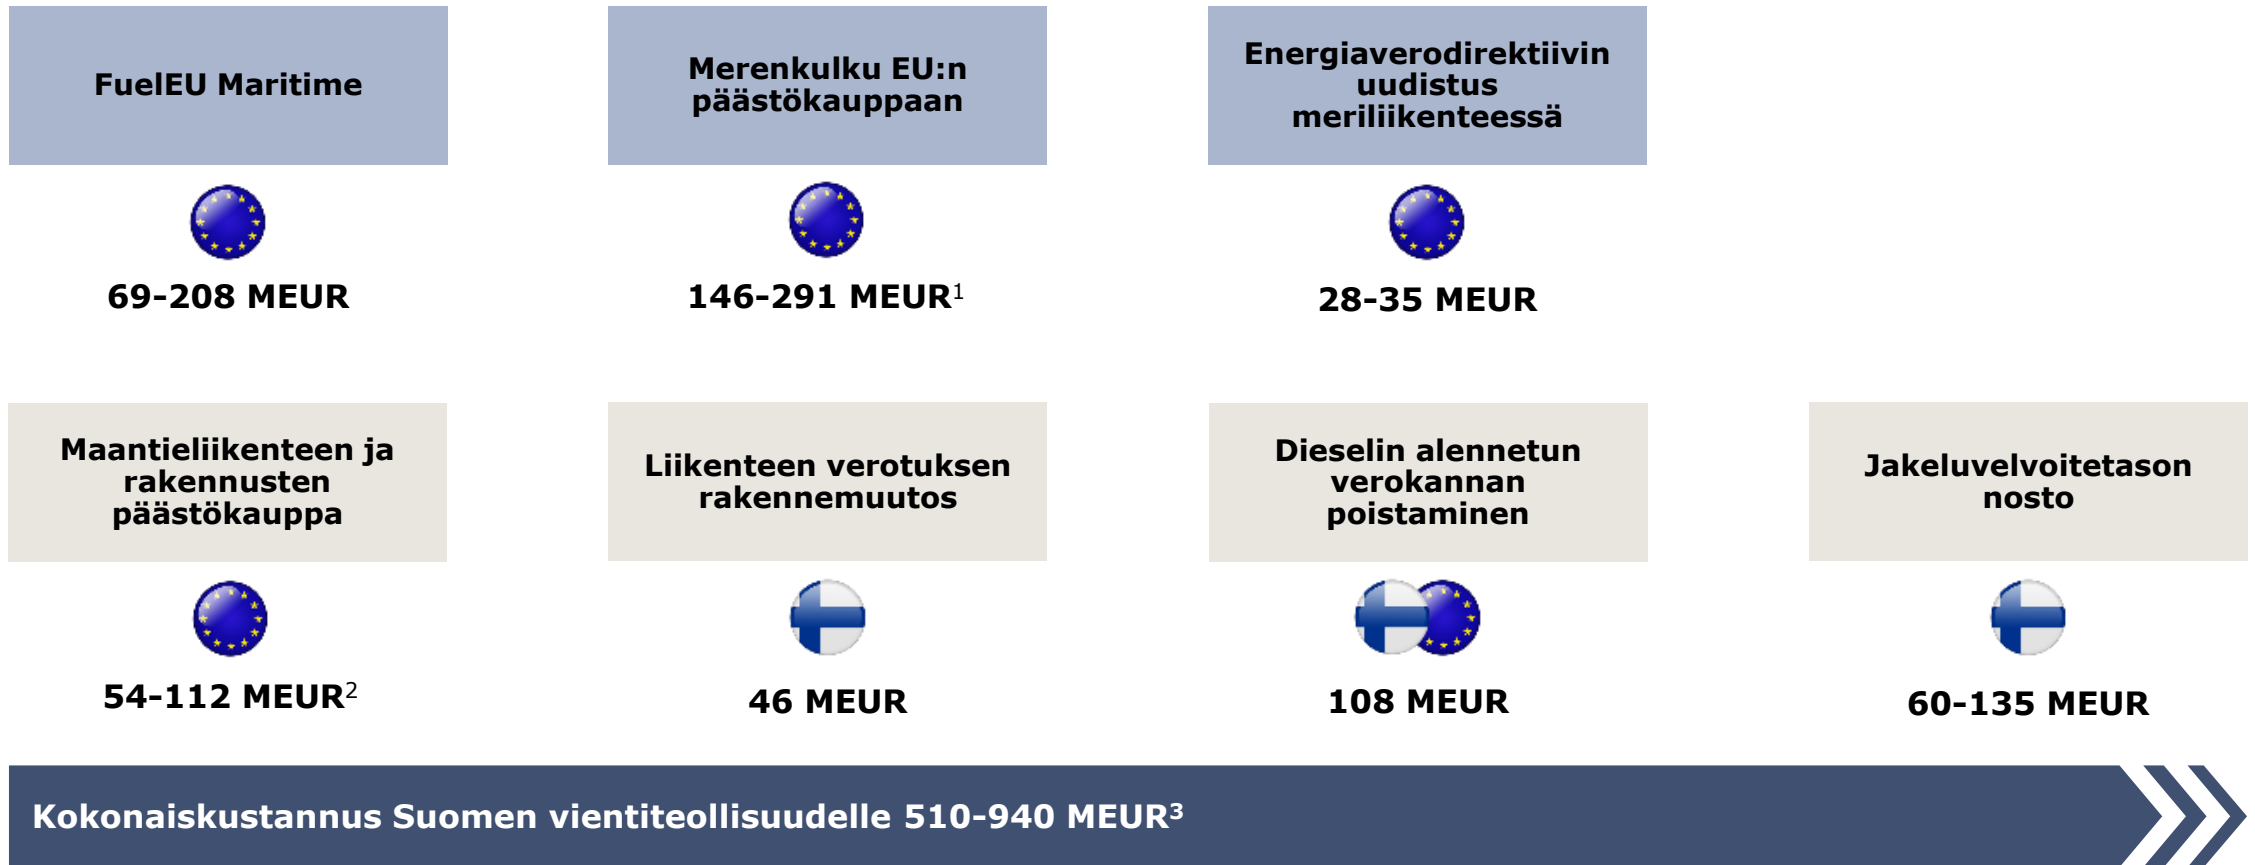 FuelEU Maritime
Merenkulku EU:n
päästökauppaan
Energiaverodirektiivin
uudistus
meriliikenteessä
69-208 MEUR
146-291 MEUR¹
28-35 MEUR
Maantieliikenteen ja
rakennusten
päästökauppa
Liikenteen verotuksen
rakennemuutos
Dieselin alennetun
verokannan
poistaminen
Jakeluvelvoitetason
nosto
54-112 MEUR²
46 MEUR
108 MEUR
60-135 MEUR
Kokonaiskustannus Suomen vientiteollisuudelle 510-940 MEUR³